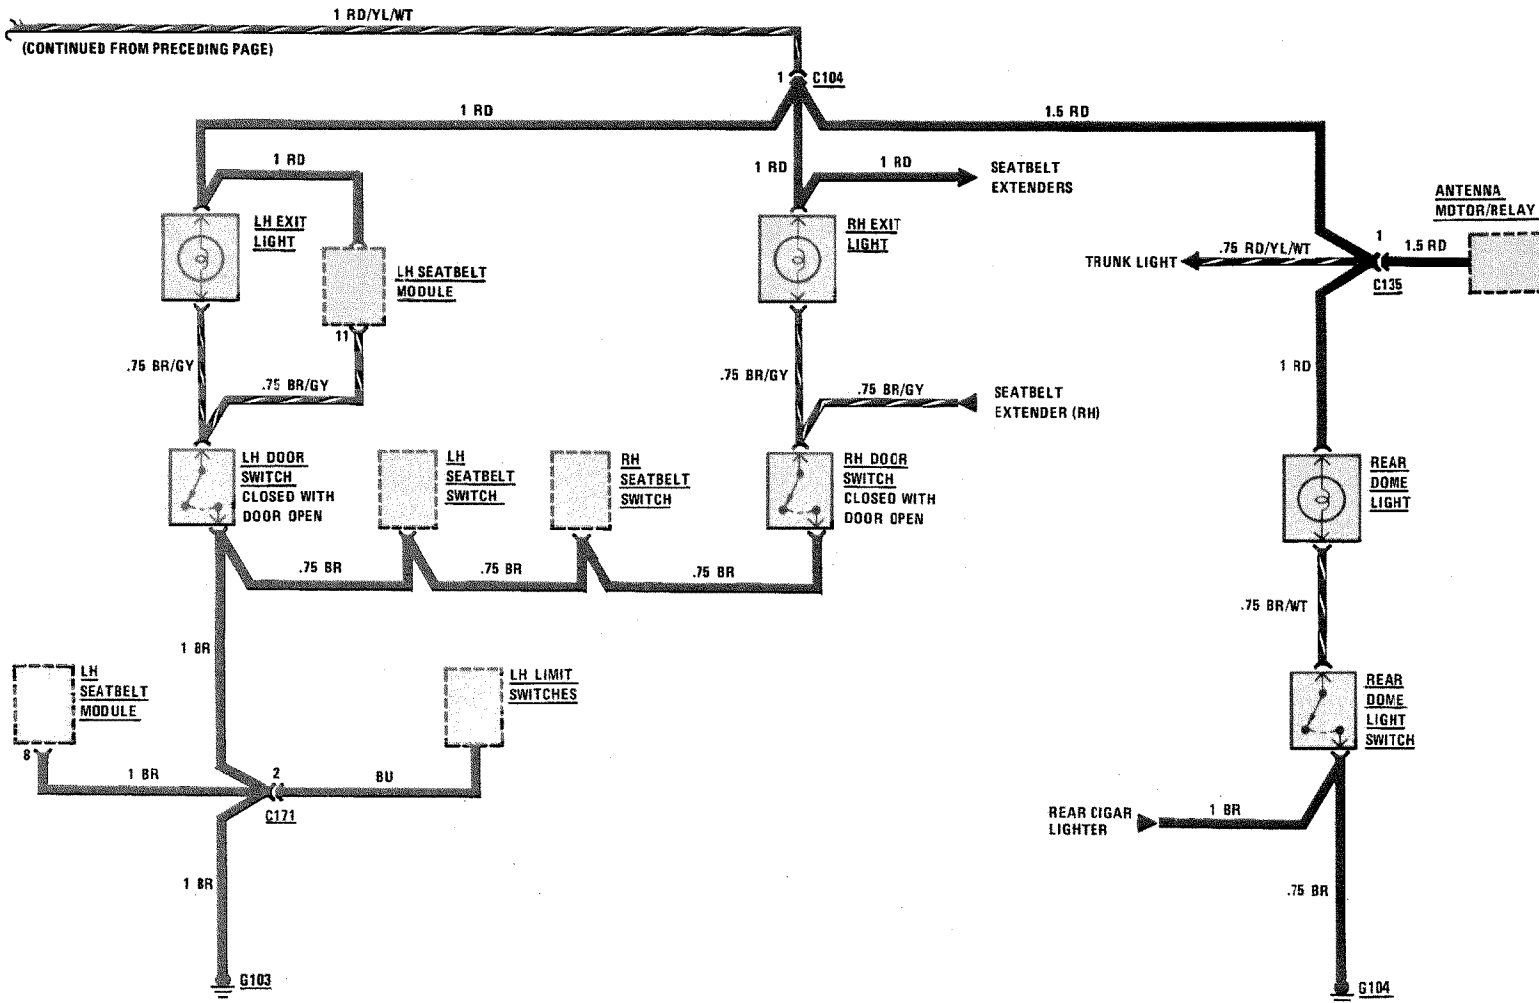 1 RD/YL/WT
(CONTINUED FROM PRECEDING PAGE)
1 C104
1 RD
1.5 RD
1 RD
1 RD
1 RD
SEATBELT
EXTENDERS
ANTENNA
MOTOR/RELAY
LH EXIT
LIGHT
RH EXIT
LIGHT
1
.75 RD/YL/WT
1.5 RD
TRUNK LIGHT
LH SEATBELT
MODULE
C135
11
.75 BR/GY
.75 BR/GY
.75 BR/GY
.75 BR/GY
1 RD
SEATBELT
EXTENDER (RH)
LH DOOR
SWITCH
CLOSED WITH
DOOR OPEN
LH
SEATBELT
SWITCH
RH
SEATBELT
SWITCH
RH DOOR
SWITCH
CLOSED WITH
DOOR OPEN
REAR
DOME
LIGHT
.75 BR
.75 BR
.75 BR
.75 BR/WT
1 BR
LH
SEATBELT
MODULE
LH LIMIT
SWITCHES
REAR
DOME
LIGHT
SWITCH
8
1 BR
2
BU
C171
REAR CIGAR
LIGHTER
1 BR
1 BR
.75 BR
G103
G104